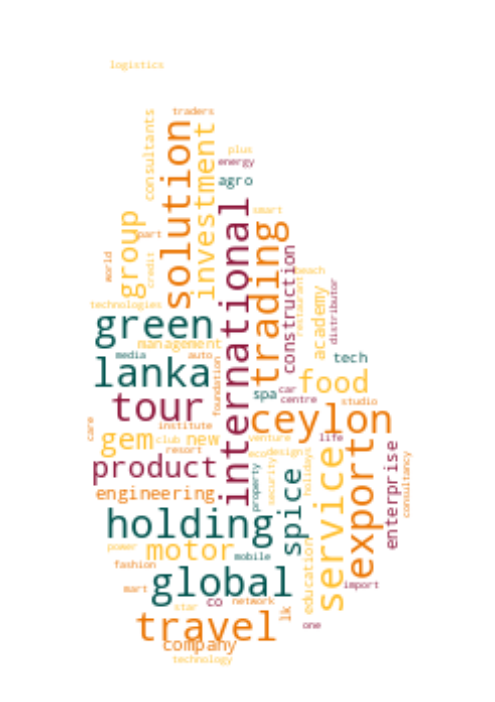 logistics
traders
consultants
solution
investment
plus
energy
agro
international
smart
group
part
trading
world
credit
construction
beach
restaurant
distributor
academy
technologies
green
management
media
auto
tech
lanka
foundation
food
spa
car
centre
studio
tour
ceylon
institute
care
gem
club
new
venture
life
resort
eco
design
product
service
export
enterprise
consultancy
engineering
property
security
holidays
spice
holding
power
motor
mobile
education
fashion
global
import
mart
co
network
star
lk
travel
one
company
technology